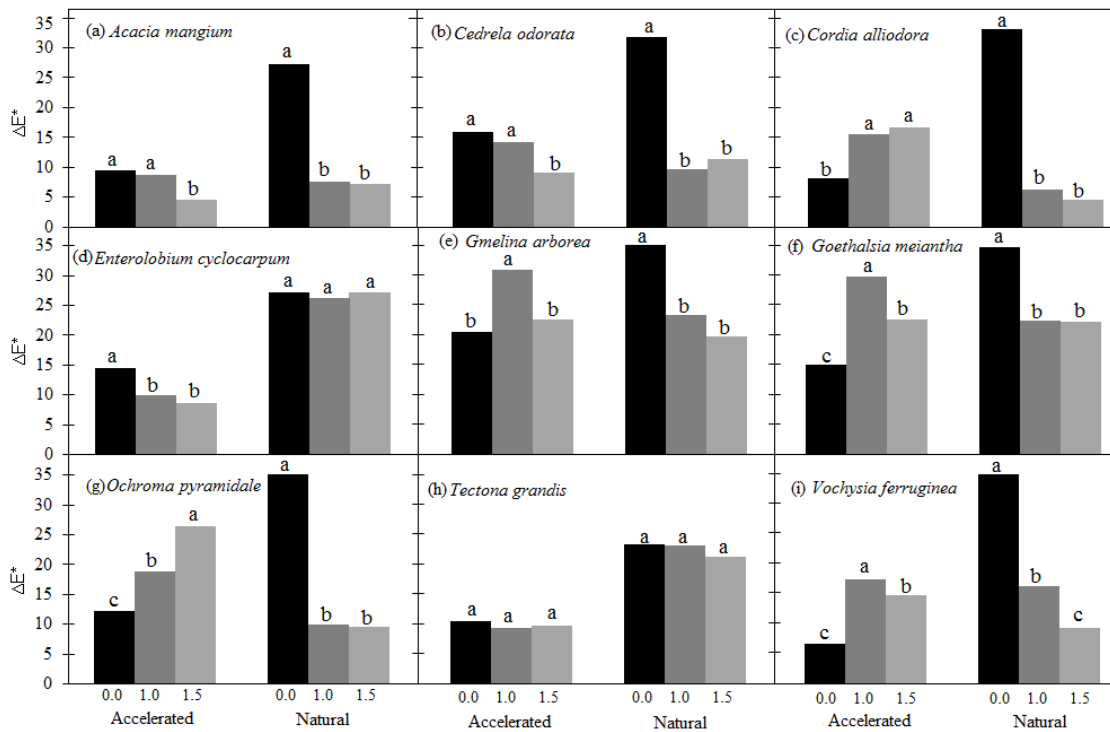 (a) Acacia mangium
(b) Cedrela odorata
(c) Cordia alliodora
ΔE*
35
30
25
20
15
10
5
0
a a b a b b
a a b a b b
b a a a b b
(d) Enterolobium cyclocarpum
(e) Gmelina arborea
(f) Goethalsia meiantha
ΔE*
35
30
25
20
15
10
5
0
a b b a a a
b a b a b b
c a b a b b
(g) Ochroma pyramidale
(h) Tectona grandis
(i) Vochysia ferruginea
ΔE*
35
30
25
20
15
10
5
0
c b a a b b
a a a a a a
c a b a b c
0.0 1.0 1.5 0.0 1.0 1.5 0.0 1.0 1.5 0.0 1.0 1.5 0.0 1.0 1.5 0.0 1.0 1.5
Accelerated Natural Accelerated Natural Accelerated Natural